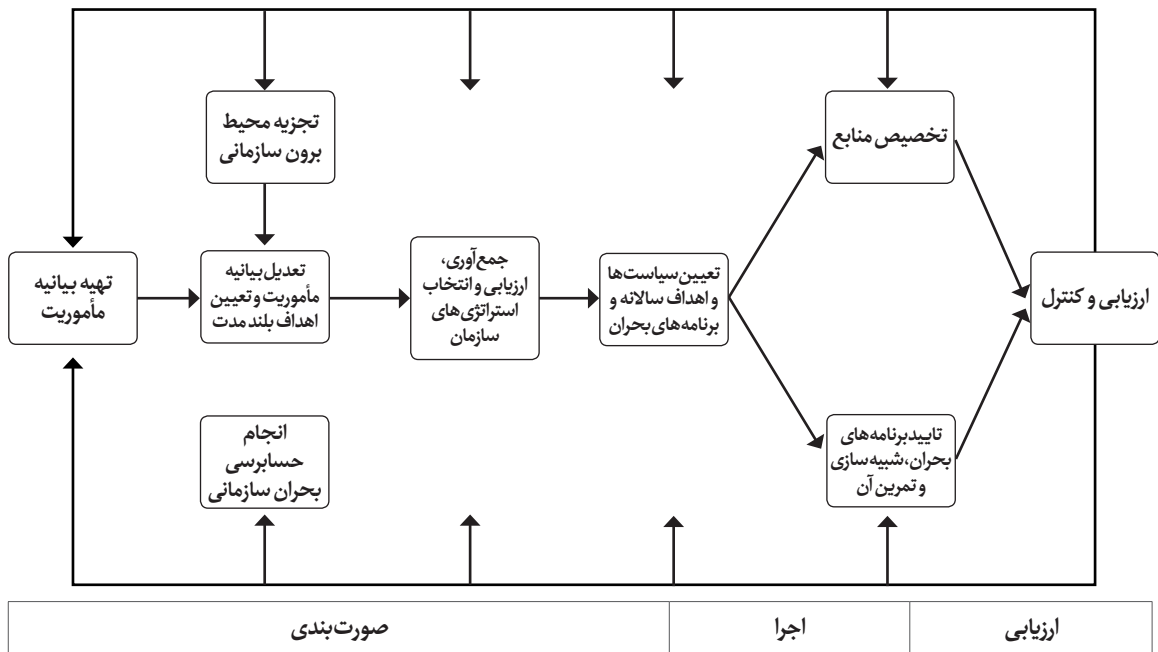 تجزیه محیط
برون سازمانی
تخصیص منابع
تهیه بیانیه
مأموریت
تعدیل بیانیه
مأموریت و تعیین
اهداف بلند مدت
جمع‌آوری،
ارزیابی و انتخاب
استراتژی‌های
سازمان
تعیین سیاست‌ها
و اهداف سالانه و
برنامه‌های بحران
ارزیابی و کنترل
انجام
حسابرسی
بحران سازمانی
تایید برنامه‌های
بحران، شبیه سازی
و تمرین آن
صورت‌بندی
اجرا
ارزیابی